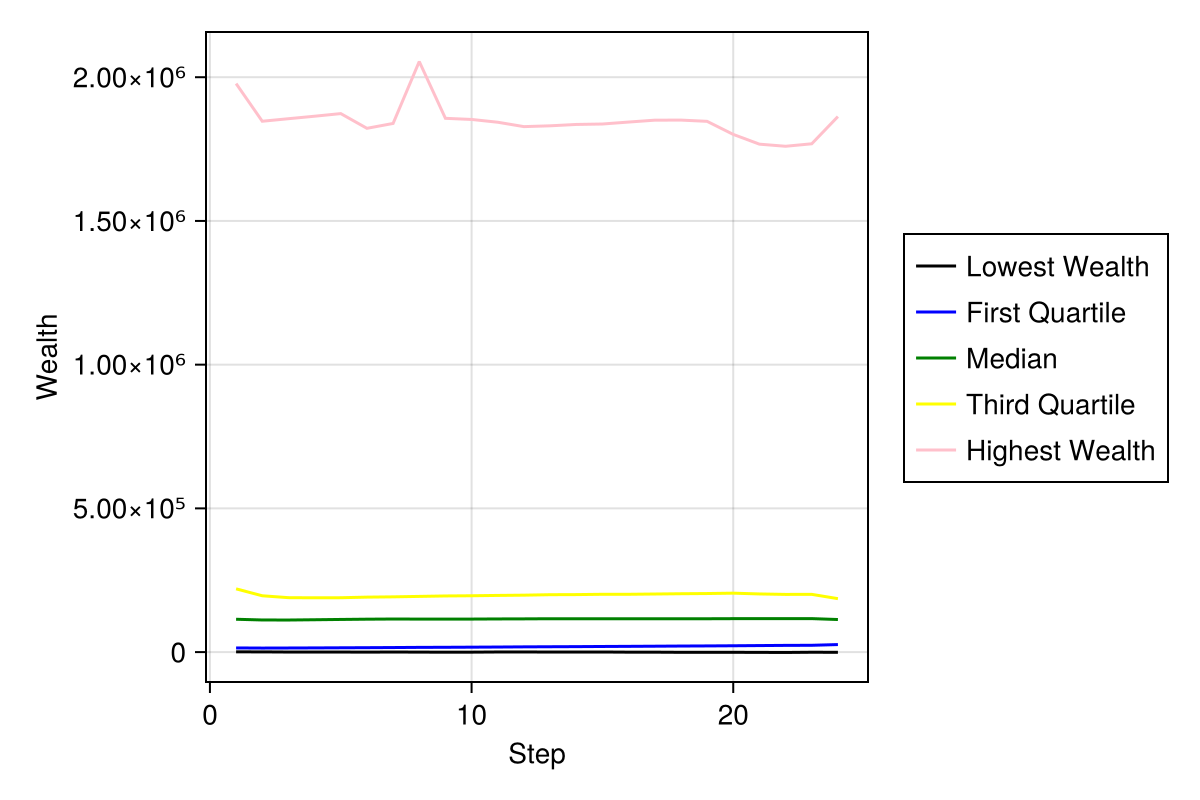 2.00×10⁶
1.50×10⁶
1.00×10⁶
5.00×10⁵
0
Wealth
0 10 20
Step
Lowest Wealth
First Quartile
Median
Third Quartile
Highest Wealth